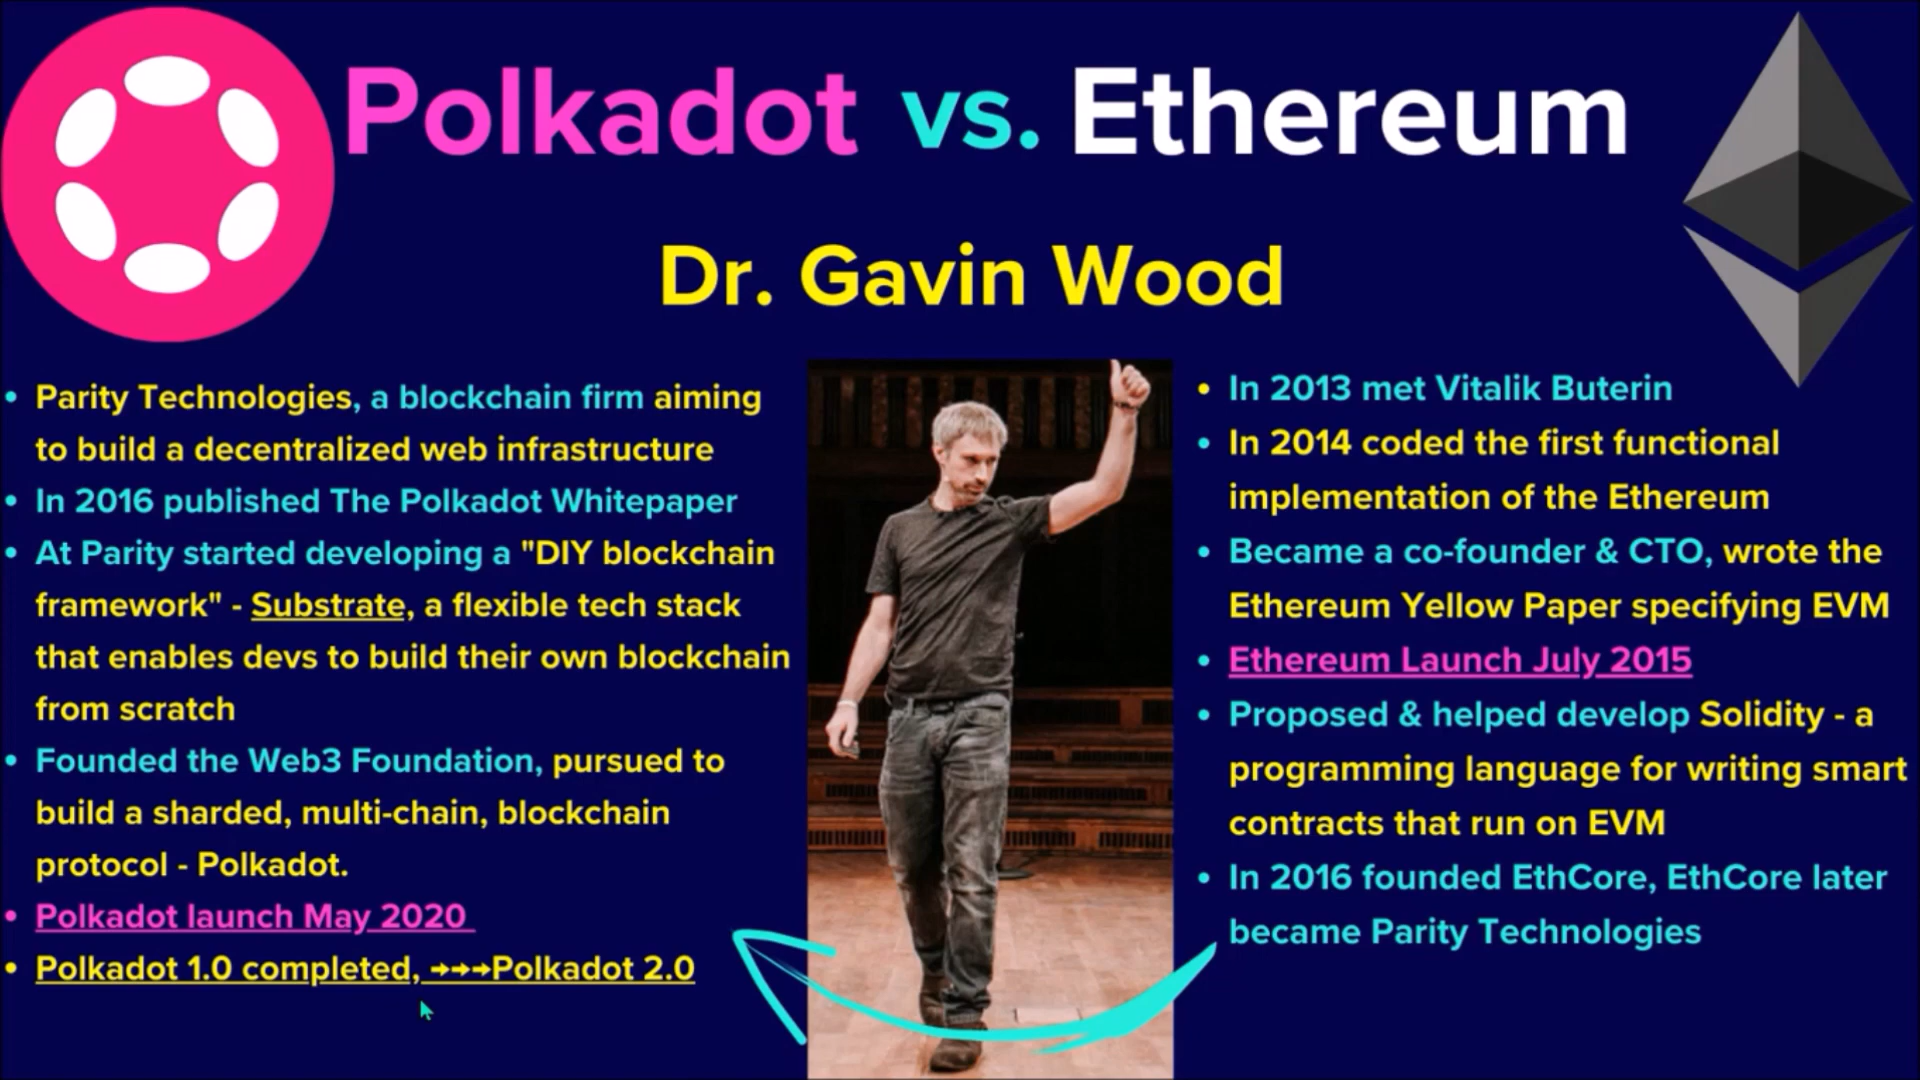 Polkadot vs. Ethereum
Dr. Gavin Wood
• Parity Technologies, a blockchain firm aiming
to build a decentralized web infrastructure
• In 2016 published The Polkadot Whitepaper
• At Parity started developing a "DIY blockchain
framework" - Substrate, a flexible tech stack
that enables devs to build their own blockchain
from scratch
• Founded the Web3 Foundation, pursued to
build a sharded, multi-chain, blockchain
protocol - Polkadot.
• Polkadot launch May 2020
• Polkadot 1.0 completed, →→→Polkadot 2.0
• In 2013 met Vitalik Buterin
• In 2014 coded the first functional
implementation of the Ethereum
• Became a co-founder & CTO, wrote the
Ethereum Yellow Paper specifying EVM
• Ethereum Launch July 2015
• Proposed & helped develop Solidity - a
programming language for writing smart
contracts that run on EVM
• In 2016 founded EthCore, EthCore later
became Parity Technologies